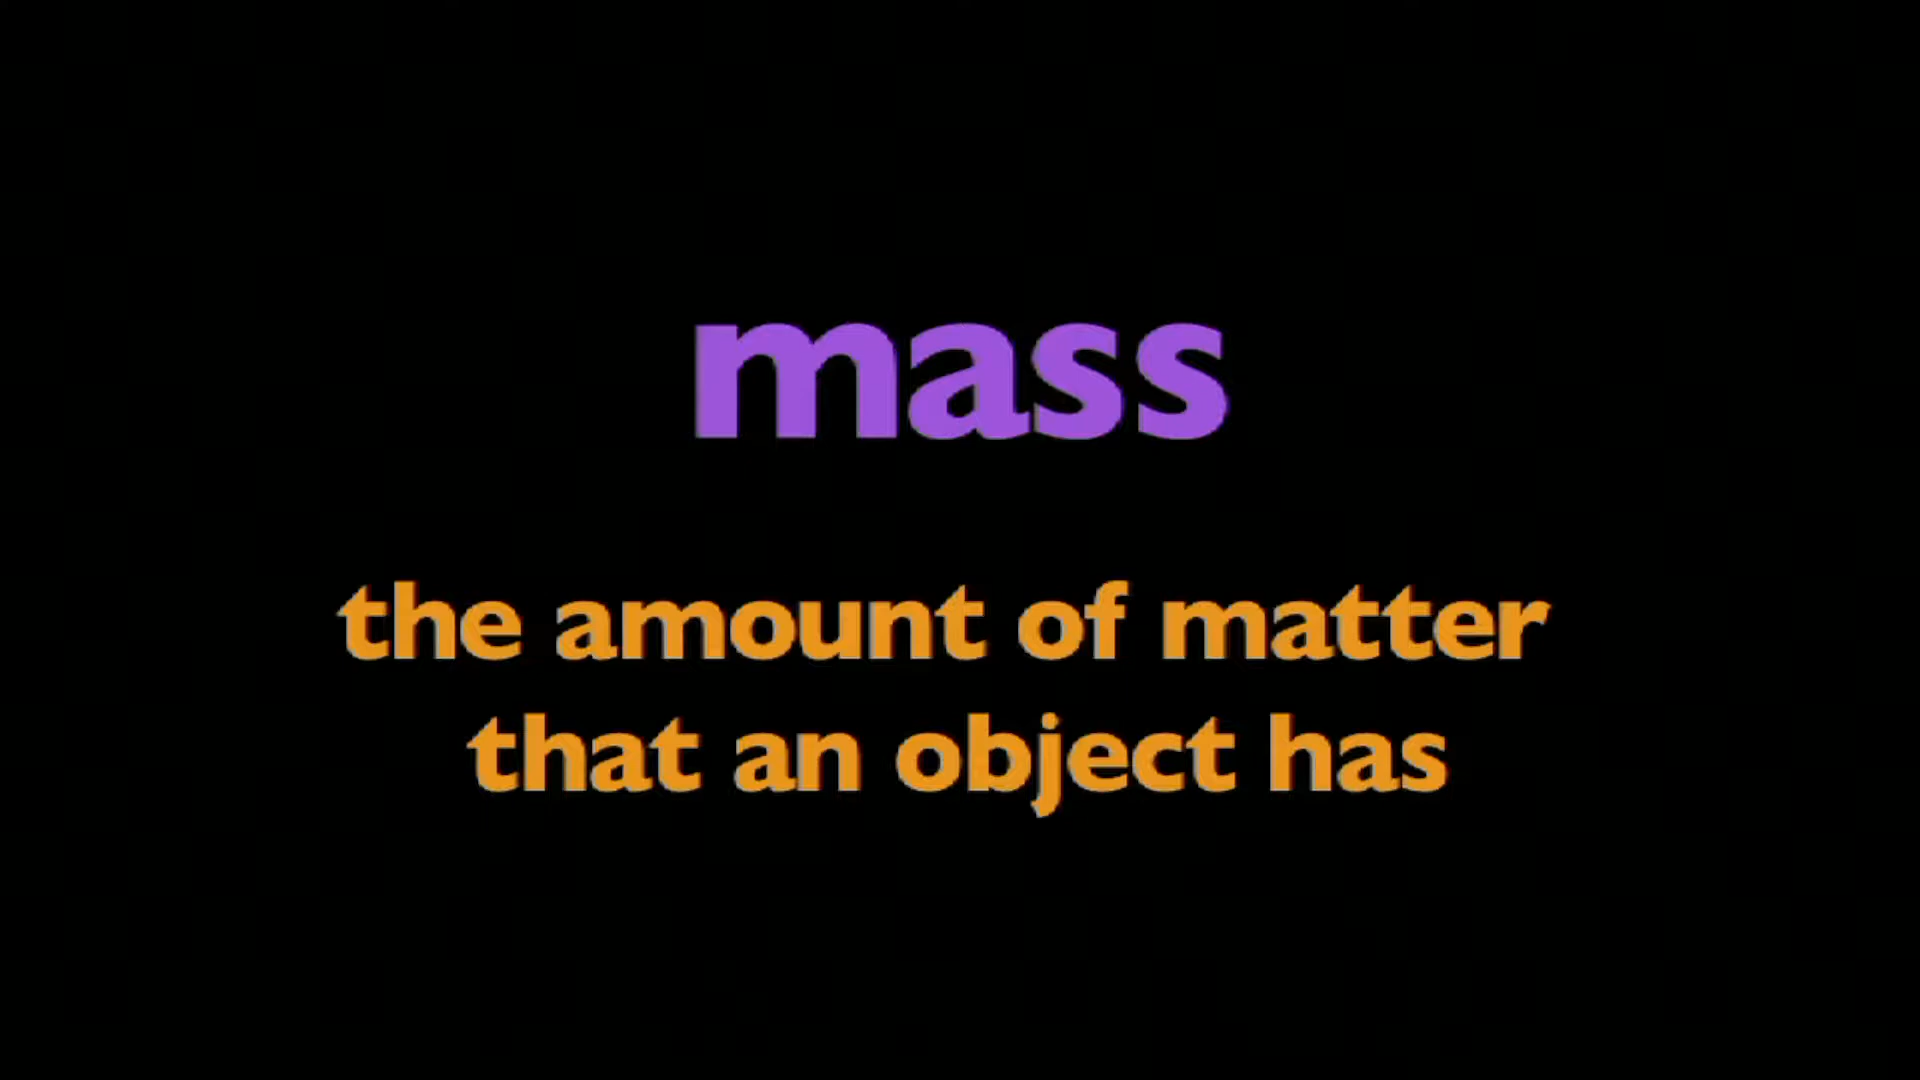 mass
the amount of matter
that an object has